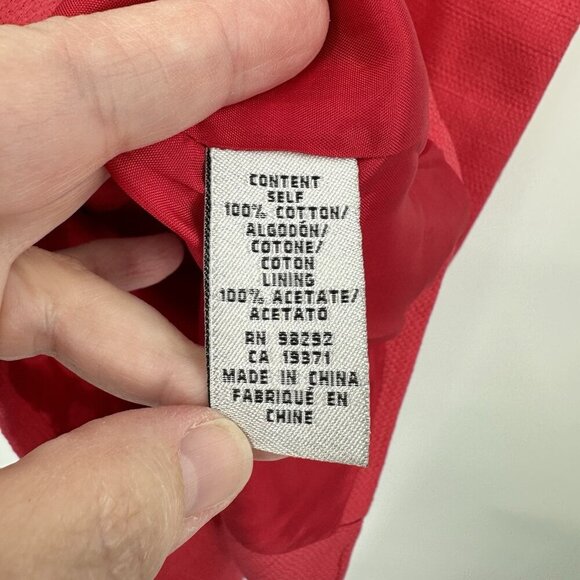 CONTENT
SELF
100% COTTON/
ALGODÓN/
COTONE/
COTON
LINING
100% ACETATE/
ACETATO
RN 98292
CA 19371
MADE IN CHINA
FABRIQUÉ EN
CHINE